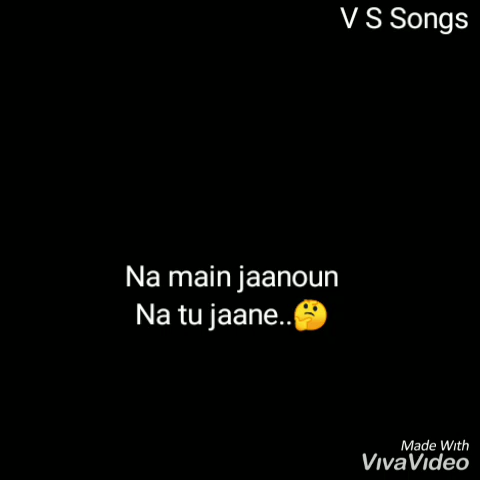 V S Songs
Na main jaanoun
Na tu jaane..🤔
Made With
VivaVideo